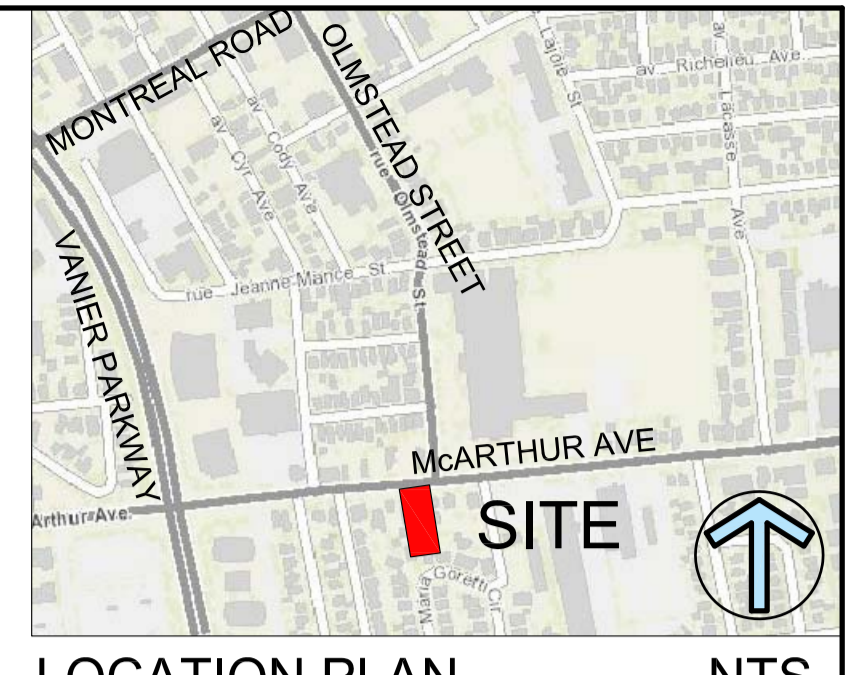 MONTREAL ROAD
OLMSTEAD STREET
Lajoie St
av Richelieu Ave
av Lacasse Ave
av Cyr Ave
av Cody Ave
rue Olmstead St
rue Jeanne-Mance St
VANIER PARKWAY
McARTHUR AVE
Arthur Ave
SITE
Maria Goretti Cir
LOCATION PLAN
NTS